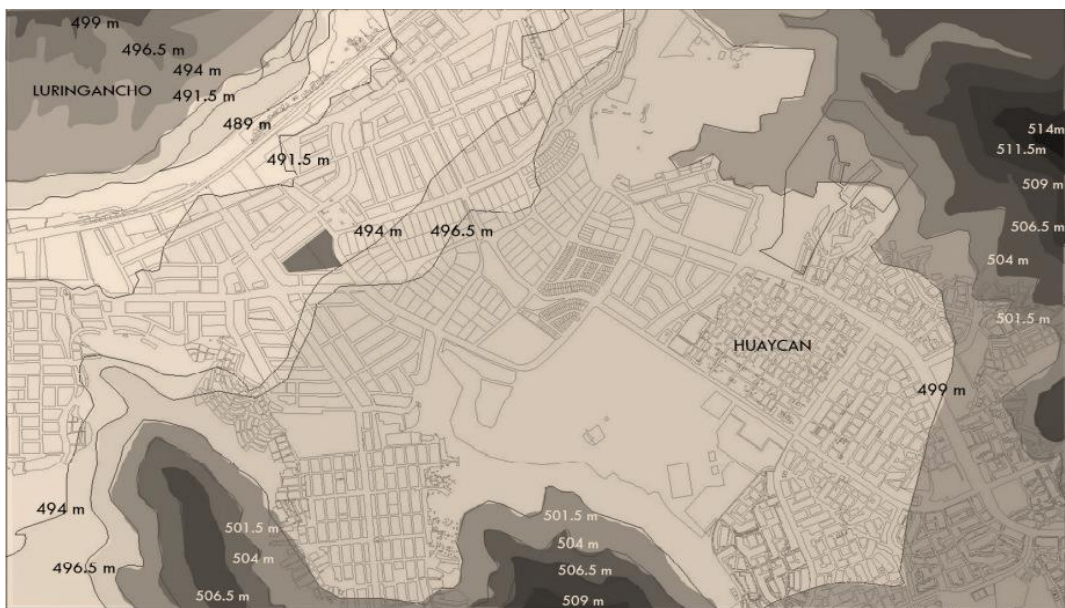 499 m
496.5 m
494 m
LURINGANCHO
491.5 m
489 m
491.5 m
514m
511.5m
509 m
506.5 m
504 m
494 m
496.5 m
501.5 m
HUAYCAN
499 m
494 m
496.5 m
501.5 m
504 m
506.5 m
501.5 m
504 m
506.5 m
509 m